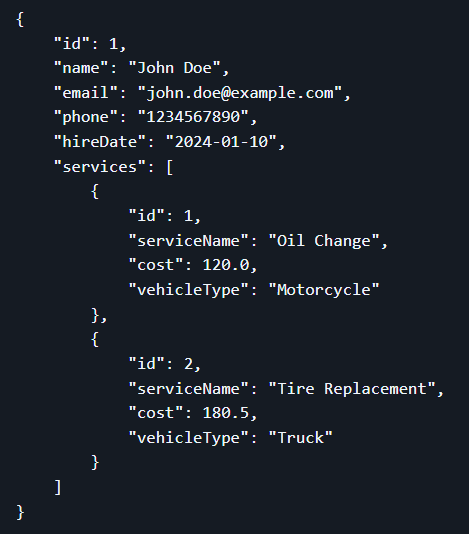 {
    "id": 1,
    "name": "John Doe",
    "email": "john.doe@example.com",
    "phone": "1234567890",
    "hireDate": "2024-01-10",
    "services": [
        {
            "id": 1,
            "serviceName": "Oil Change",
            "cost": 120.0,
            "vehicleType": "Motorcycle"
        },
        {
            "id": 2,
            "serviceName": "Tire Replacement",
            "cost": 180.5,
            "vehicleType": "Truck"
        }
    ]
}